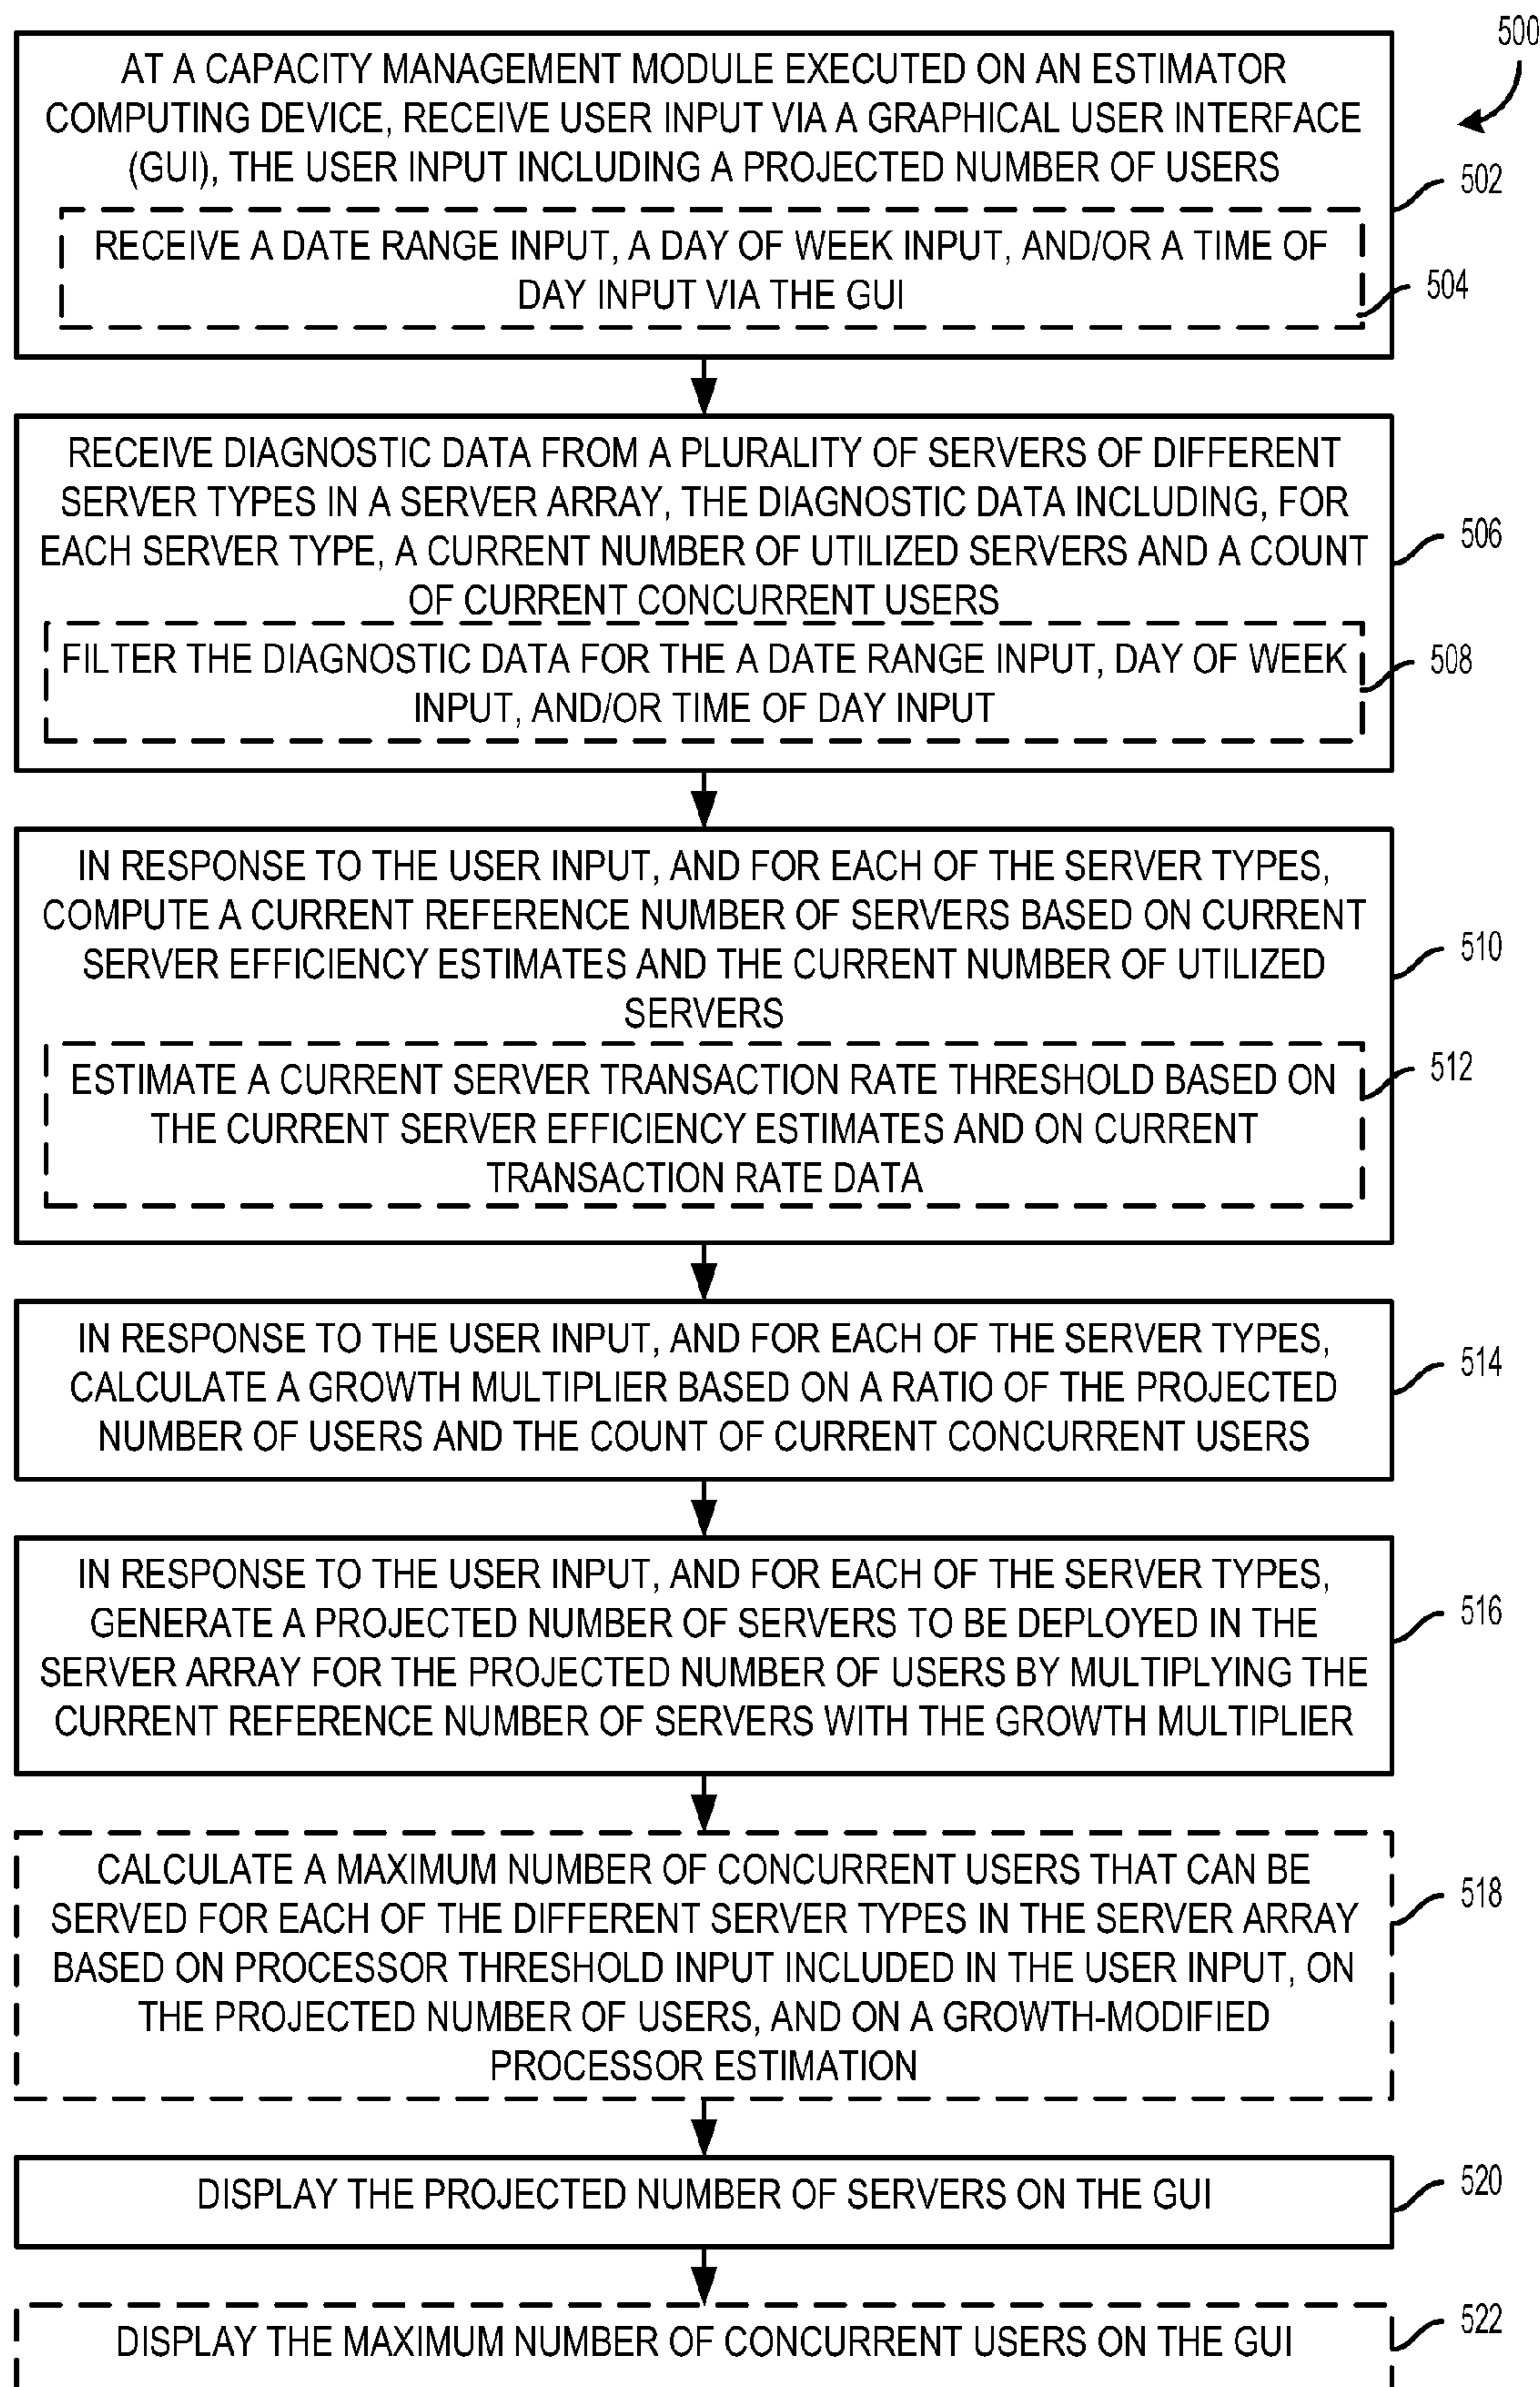 500
AT A CAPACITY MANAGEMENT MODULE EXECUTED ON AN ESTIMATOR
COMPUTING DEVICE, RECEIVE USER INPUT VIA A GRAPHICAL USER INTERFACE
(GUI), THE USER INPUT INCLUDING A PROJECTED NUMBER OF USERS
502
RECEIVE A DATE RANGE INPUT, A DAY OF WEEK INPUT, AND/OR A TIME OF
DAY INPUT VIA THE GUI
504
RECEIVE DIAGNOSTIC DATA FROM A PLURALITY OF SERVERS OF DIFFERENT
SERVER TYPES IN A SERVER ARRAY, THE DIAGNOSTIC DATA INCLUDING, FOR
EACH SERVER TYPE, A CURRENT NUMBER OF UTILIZED SERVERS AND A COUNT
OF CURRENT CONCURRENT USERS
506
FILTER THE DIAGNOSTIC DATA FOR THE A DATE RANGE INPUT, DAY OF WEEK
INPUT, AND/OR TIME OF DAY INPUT
508
IN RESPONSE TO THE USER INPUT, AND FOR EACH OF THE SERVER TYPES,
COMPUTE A CURRENT REFERENCE NUMBER OF SERVERS BASED ON CURRENT
SERVER EFFICIENCY ESTIMATES AND THE CURRENT NUMBER OF UTILIZED
SERVERS
510
ESTIMATE A CURRENT SERVER TRANSACTION RATE THRESHOLD BASED ON
THE CURRENT SERVER EFFICIENCY ESTIMATES AND ON CURRENT
TRANSACTION RATE DATA
512
IN RESPONSE TO THE USER INPUT, AND FOR EACH OF THE SERVER TYPES,
CALCULATE A GROWTH MULTIPLIER BASED ON A RATIO OF THE PROJECTED
NUMBER OF USERS AND THE COUNT OF CURRENT CONCURRENT USERS
514
IN RESPONSE TO THE USER INPUT, AND FOR EACH OF THE SERVER TYPES,
GENERATE A PROJECTED NUMBER OF SERVERS TO BE DEPLOYED IN THE
SERVER ARRAY FOR THE PROJECTED NUMBER OF USERS BY MULTIPLYING THE
CURRENT REFERENCE NUMBER OF SERVERS WITH THE GROWTH MULTIPLIER
516
CALCULATE A MAXIMUM NUMBER OF CONCURRENT USERS THAT CAN BE
SERVED FOR EACH OF THE DIFFERENT SERVER TYPES IN THE SERVER ARRAY
BASED ON PROCESSOR THRESHOLD INPUT INCLUDED IN THE USER INPUT, ON
THE PROJECTED NUMBER OF USERS, AND ON A GROWTH-MODIFIED
PROCESSOR ESTIMATION
518
DISPLAY THE PROJECTED NUMBER OF SERVERS ON THE GUI
520
DISPLAY THE MAXIMUM NUMBER OF CONCURRENT USERS ON THE GUI
522